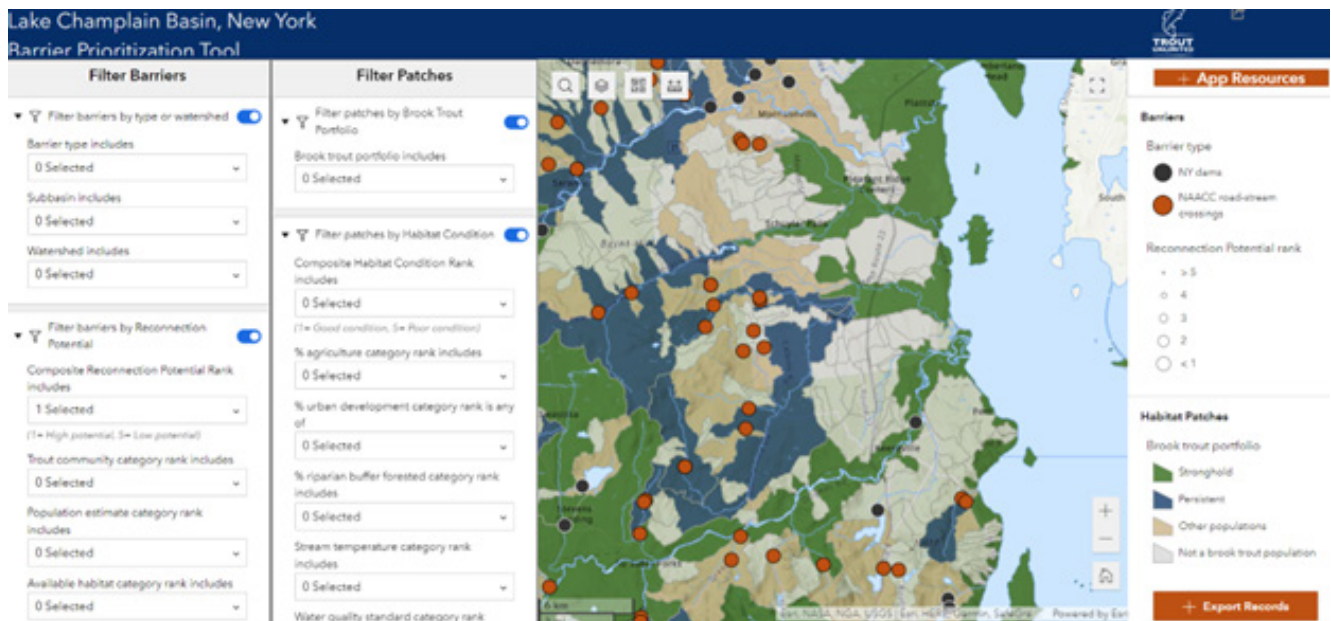 Lake Champlain Basin, New York
Barrier Prioritization Tool
TROUT
UNLIMITED
Filter Barriers
Filter barriers by type or watershed
Barrier type includes
0 Selected
Subbasin includes
0 Selected
Watershed includes
0 Selected
Filter barriers by Reconnection
Potential
Composite Reconnection Potential Rank
includes
1 Selected
(1= High potential, 5= Low potential)
Trout community category rank includes
0 Selected
Population estimate category rank
includes
0 Selected
Available habitat category rank includes
0 Selected
Filter Patches
Filter patches by Brook Trout
Portfolio
Brook trout portfolio includes
0 Selected
Filter patches by Habitat Condition
Composite Habitat Condition Rank
includes
0 Selected
(1= Good condition, 5= Poor condition)
% agriculture category rank includes
0 Selected
% urban development category rank is any
of
0 Selected
% riparian buffer forested category rank
includes
0 Selected
Stream temperature category rank
includes
0 Selected
Water quality standard category rank
Head
Morrisonville
Schuyler Falls
South
6 km
Powered by Esri
+ App Resources
Barriers
Barrier type
NY dams
NAACC road-stream
crossings
Reconnection Potential rank
> 5
4
3
2
< 1
Habitat Patches
Brook trout portfolio
Stronghold
Persistent
Other populations
Not a brook trout population
+ Export Records